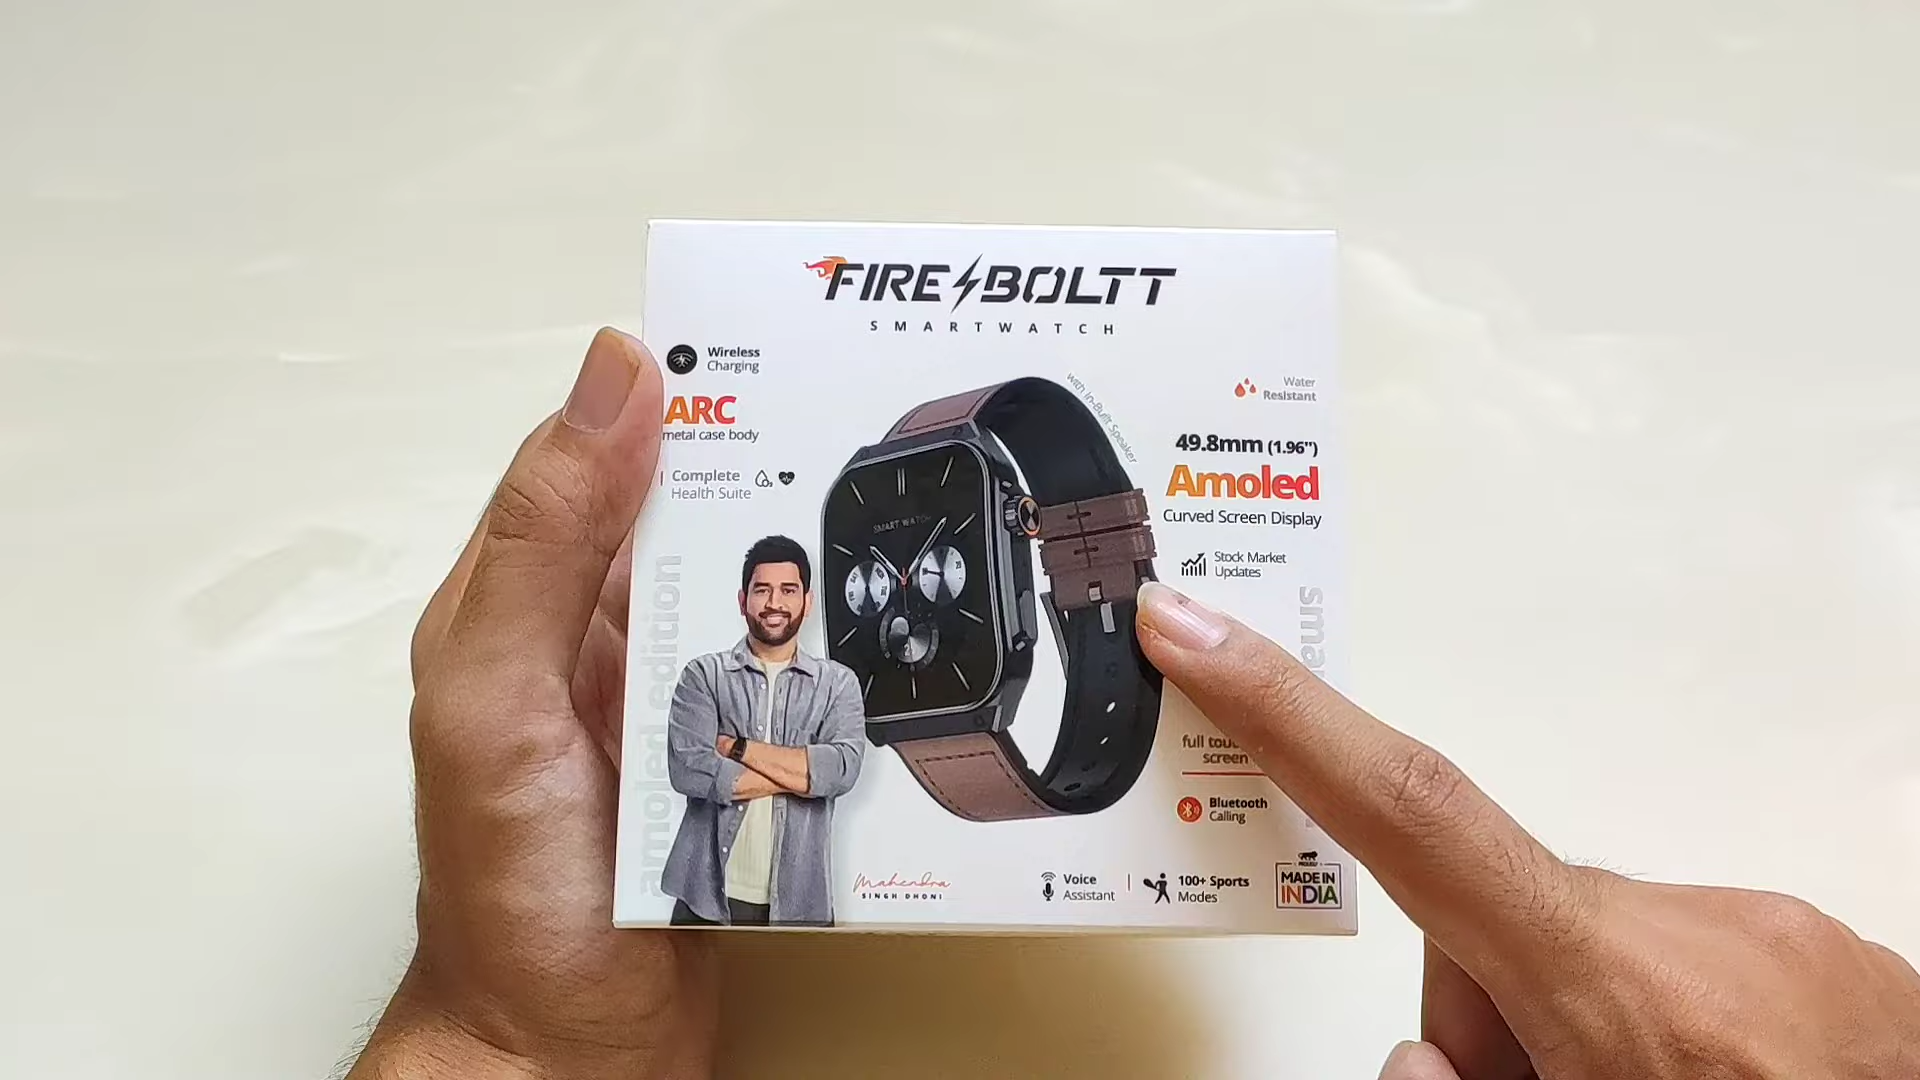 FIRE BOLTT
SMARTWATCH
Wireless
Charging
ARC
metal case body
Complete
Health Suite
with In-Built Speaker
Water
Resistant
49.8mm (1.96")
Amoled
Curved Screen Display
Stock Market
Updates
SMART WATCH
amoled edition
full
screen
Bluetooth
Calling
Mahendra
SINGH DHONI
Voice
Assistant
100+ Sports
Modes
PROUDLY
MADE IN
INDIA